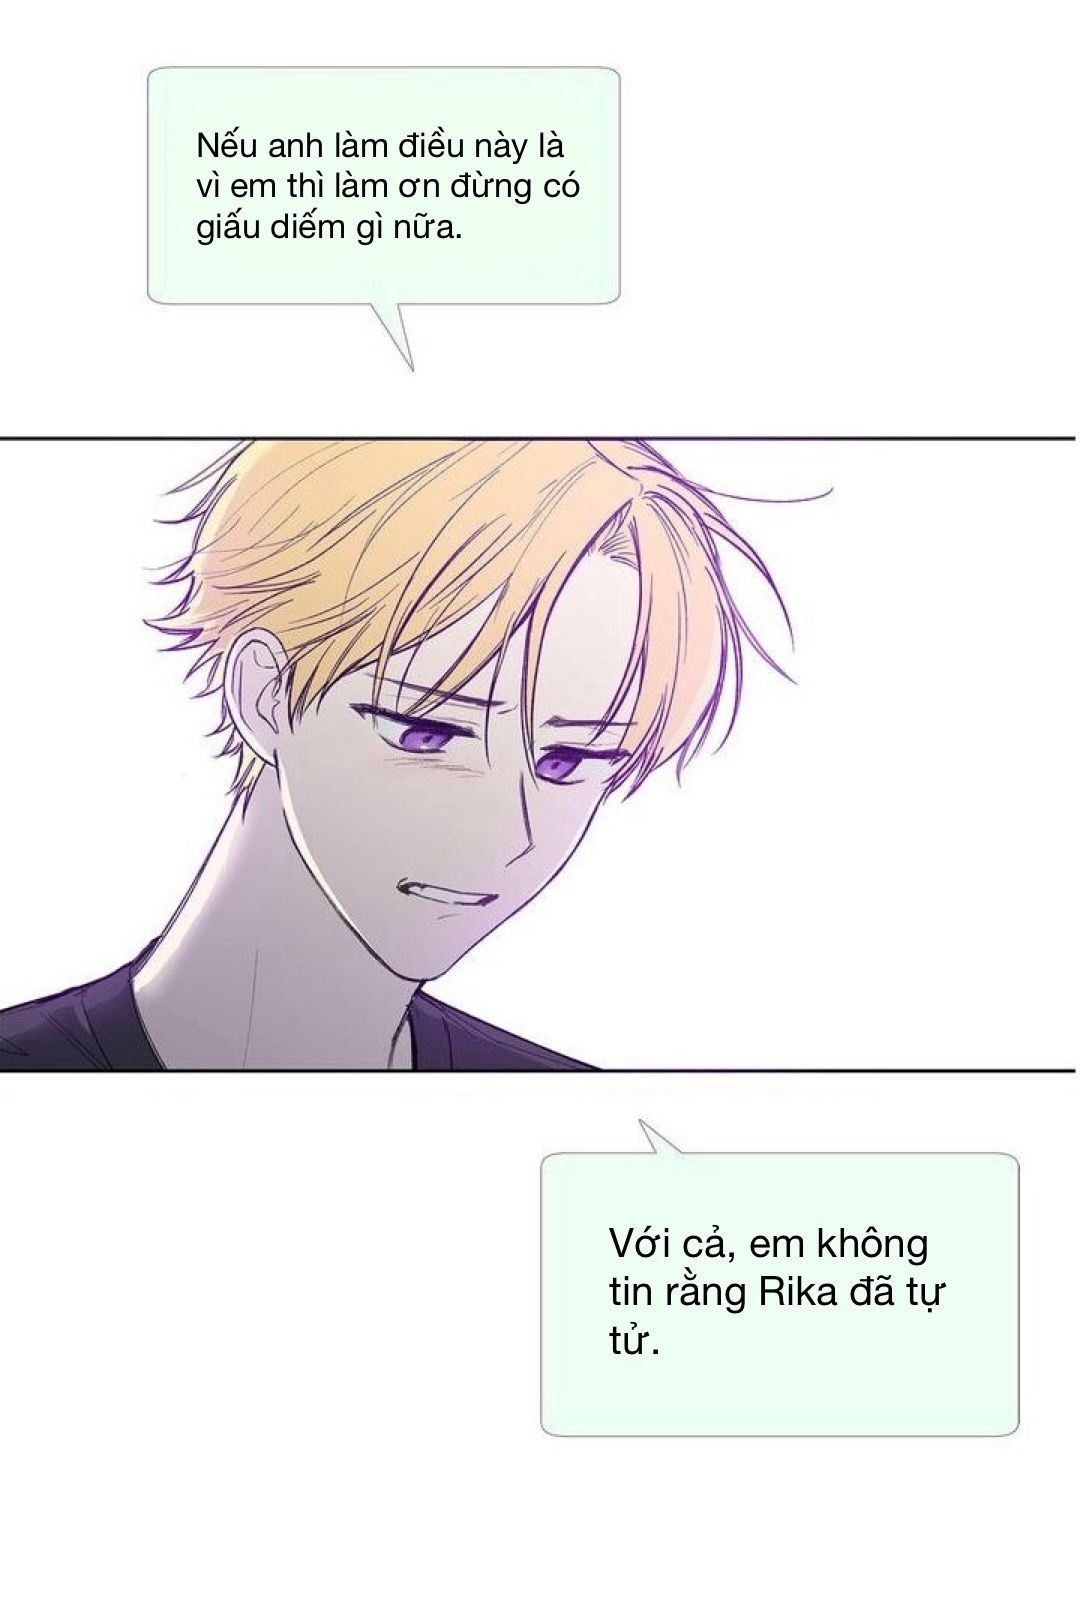 Nếu anh làm điều này là
vì em thì làm ơn đừng có
giấu diếm gì nữa.
Với cả, em không
tin rằng Rika đã tự
tử.